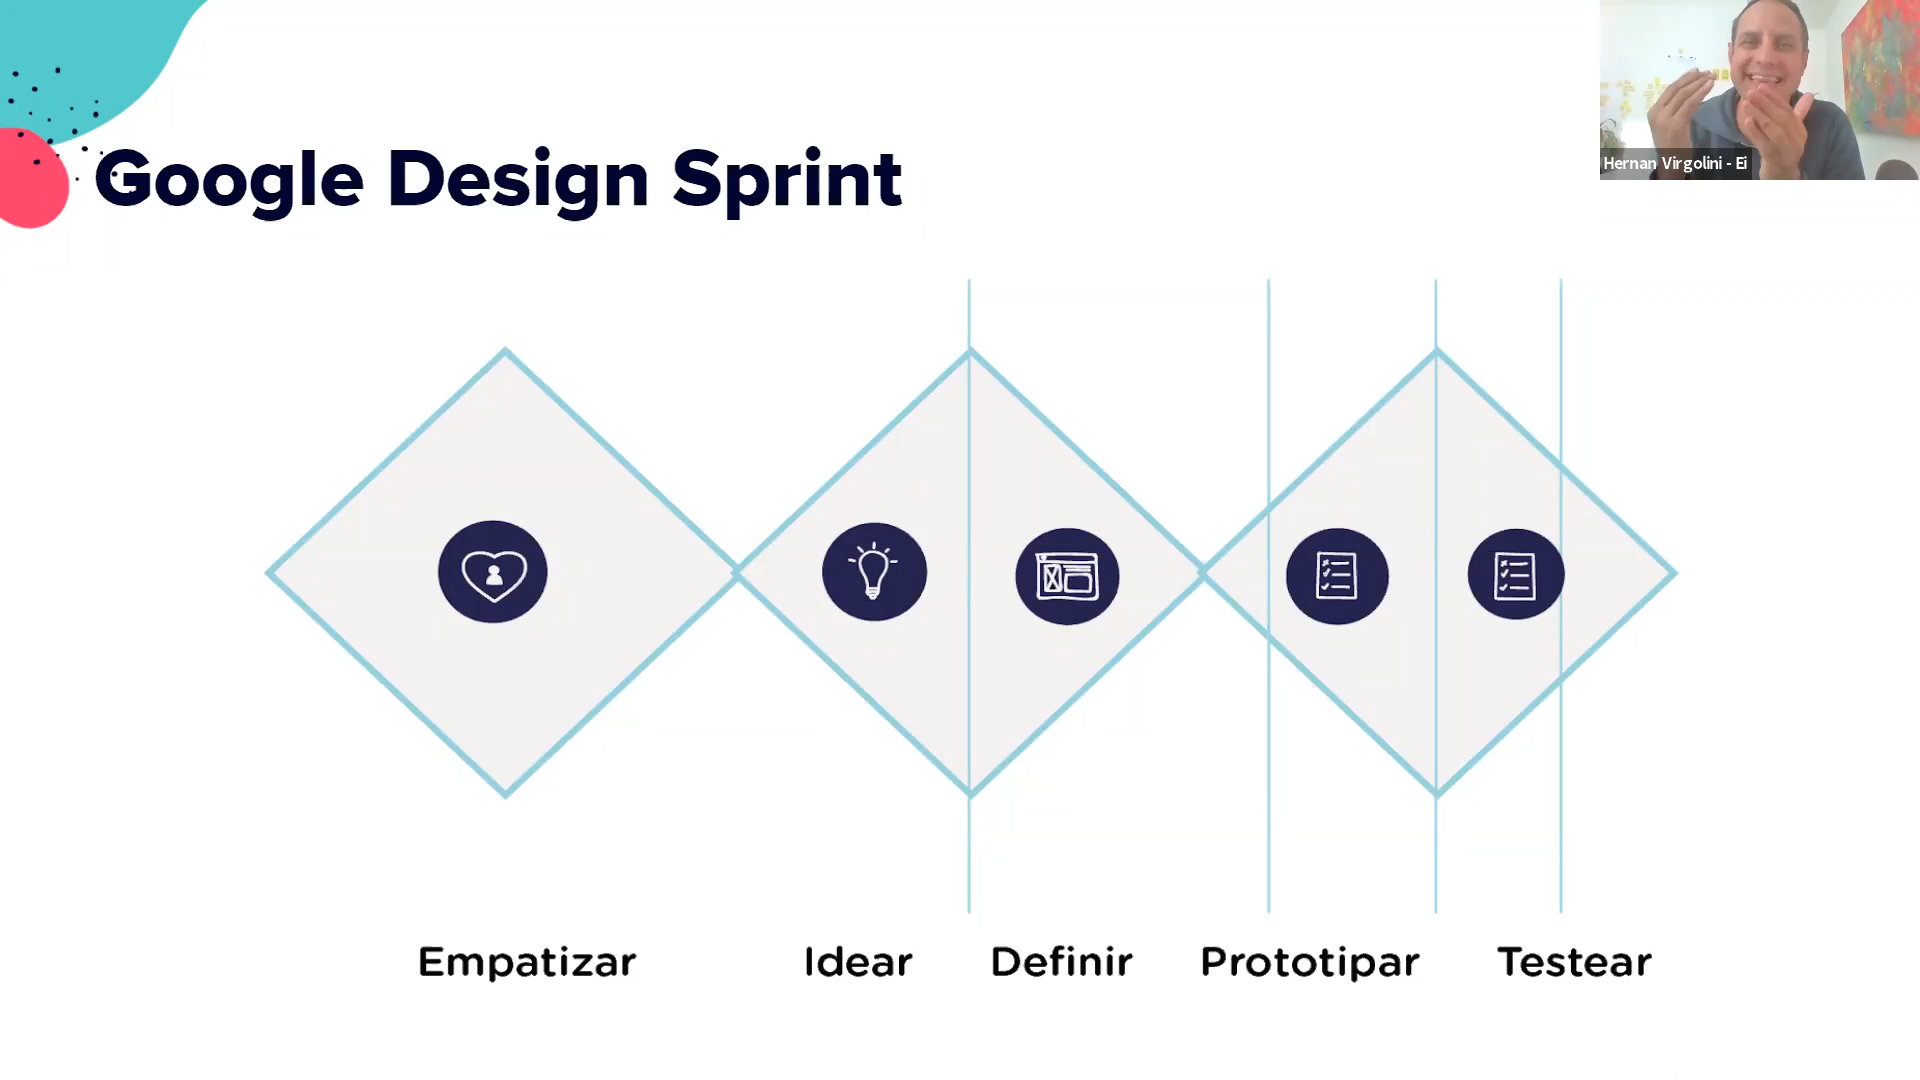 Google Design Sprint
Hernan Virgolini - Ei
Empatizar
Idear
Definir
Prototipar
Testear